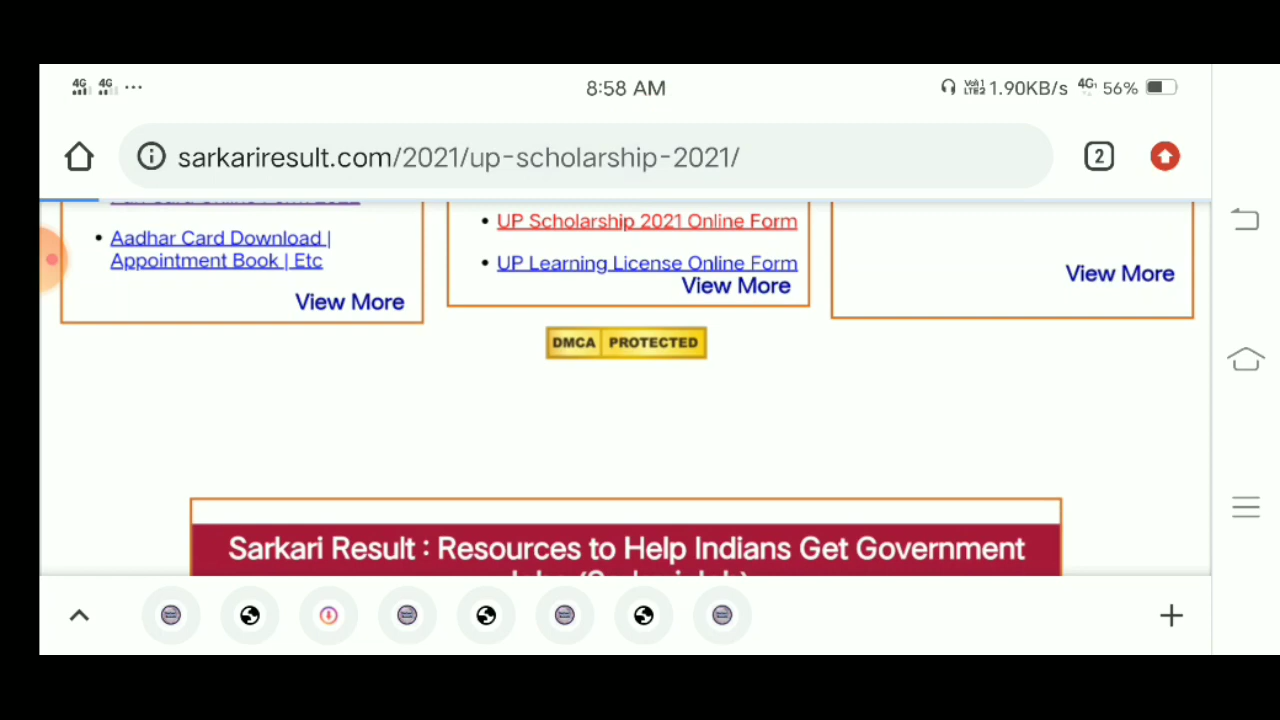 4G 4G ...
8:58 AM
1.90KB/s 4G 56%
sarkariresult.com/2021/up-scholarship-2021/
2
• Aadhar Card Download |
Appointment Book | Etc
View More
• UP Scholarship 2021 Online Form
• UP Learning License Online Form
View More
View More
DMCA PROTECTED
Sarkari Result : Resources to Help Indians Get Government